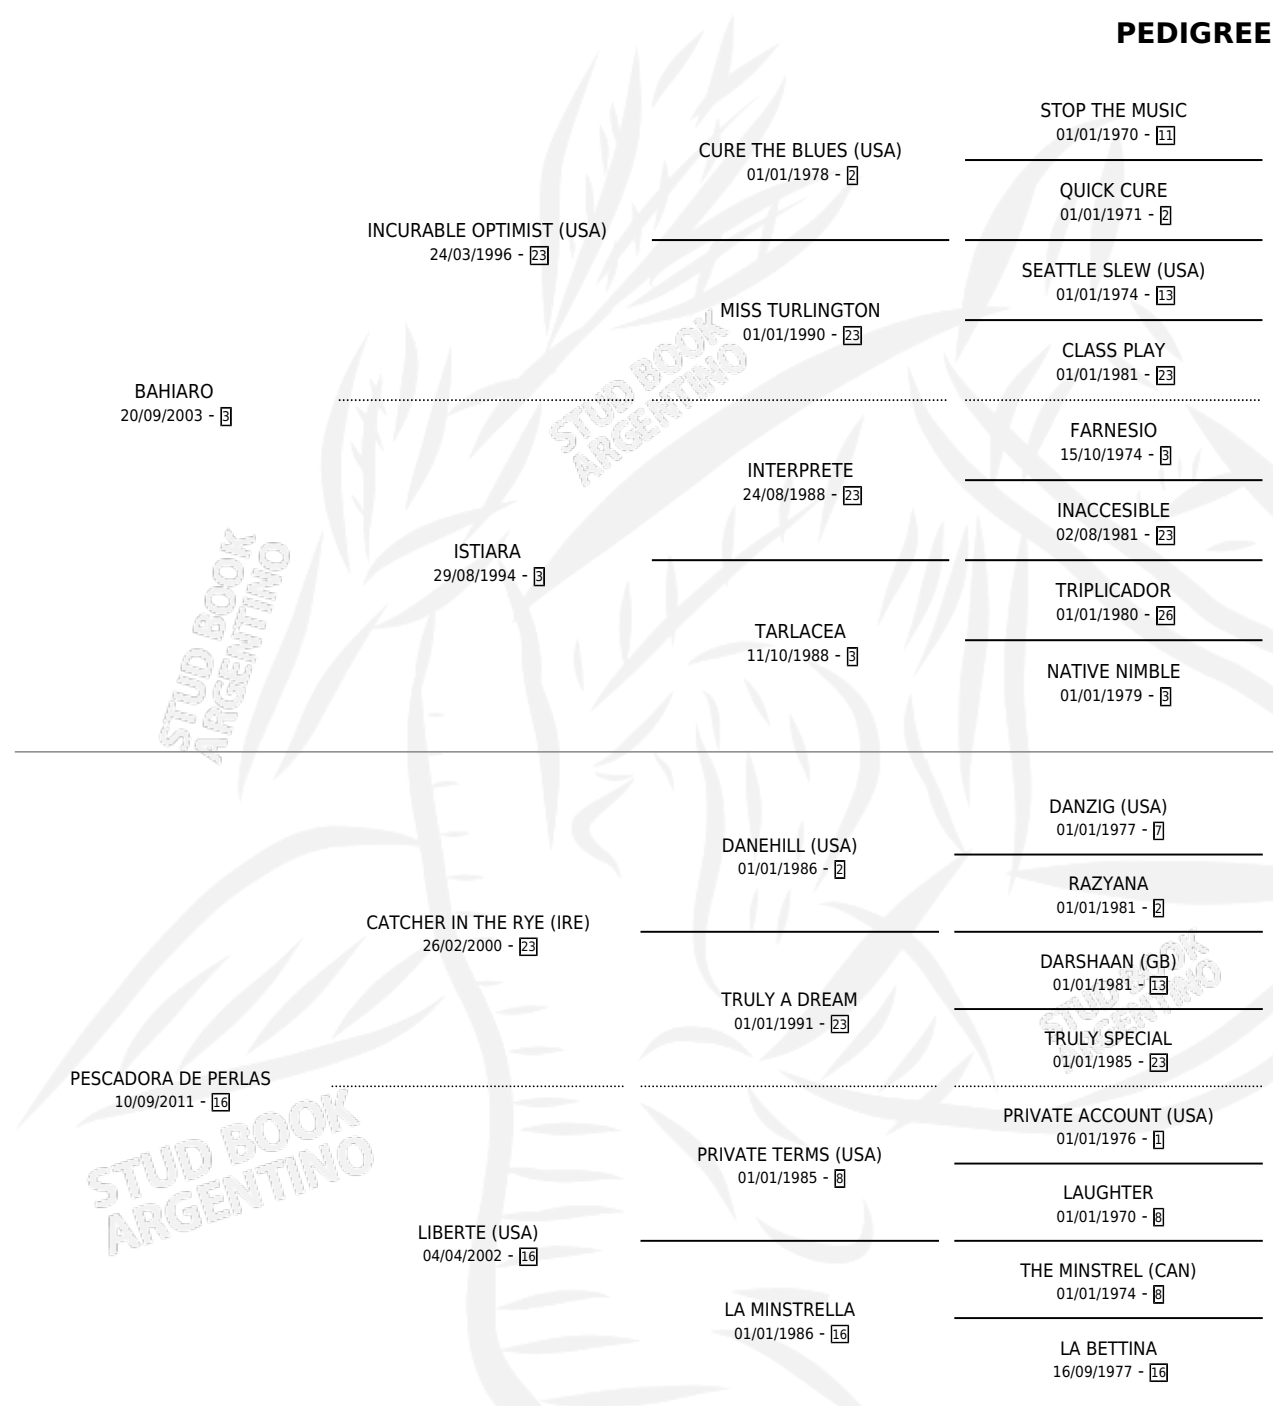 PEDIGREE
STOP THE MUSIC
01/01/1970 - 11
CURE THE BLUES (USA)
01/01/1978 - 2
QUICK CURE
01/01/1971 - 2
INCURABLE OPTIMIST (USA)
24/03/1996 - 23
SEATTLE SLEW (USA)
01/01/1974 - 13
MISS TURLINGTON
01/01/1990 - 23
CLASS PLAY
01/01/1981 - 23
BAHIARO
20/09/2003 - 3
FARNESIO
15/10/1974 - 3
INTERPRETE
24/08/1988 - 23
INACCESIBLE
02/08/1981 - 23
ISTIARA
29/08/1994 - 3
TRIPLICADOR
01/01/1980 - 26
TARLACEA
11/10/1988 - 3
NATIVE NIMBLE
01/01/1979 - 3
DANZIG (USA)
01/01/1977 - 7
DANEHILL (USA)
01/01/1986 - 2
RAZYANA
01/01/1981 - 2
CATCHER IN THE RYE (IRE)
26/02/2000 - 23
DARSHAAN (GB)
01/01/1981 - 13
TRULY A DREAM
01/01/1991 - 23
TRULY SPECIAL
01/01/1985 - 23
PESCADORA DE PERLAS
10/09/2011 - 16
PRIVATE ACCOUNT (USA)
01/01/1976 - 1
PRIVATE TERMS (USA)
01/01/1985 - 8
LAUGHTER
01/01/1970 - 8
LIBERTE (USA)
04/04/2002 - 16
THE MINSTREL (CAN)
01/01/1974 - 8
LA MINSTRELLA
01/01/1986 - 16
LA BETTINA
16/09/1977 - 16
STUD BOOK
ARGENTINO
STUD BOOK
ARGENTINO
STUD BOOK
ARGENTINO
STUD BOOK
ARGENTINO